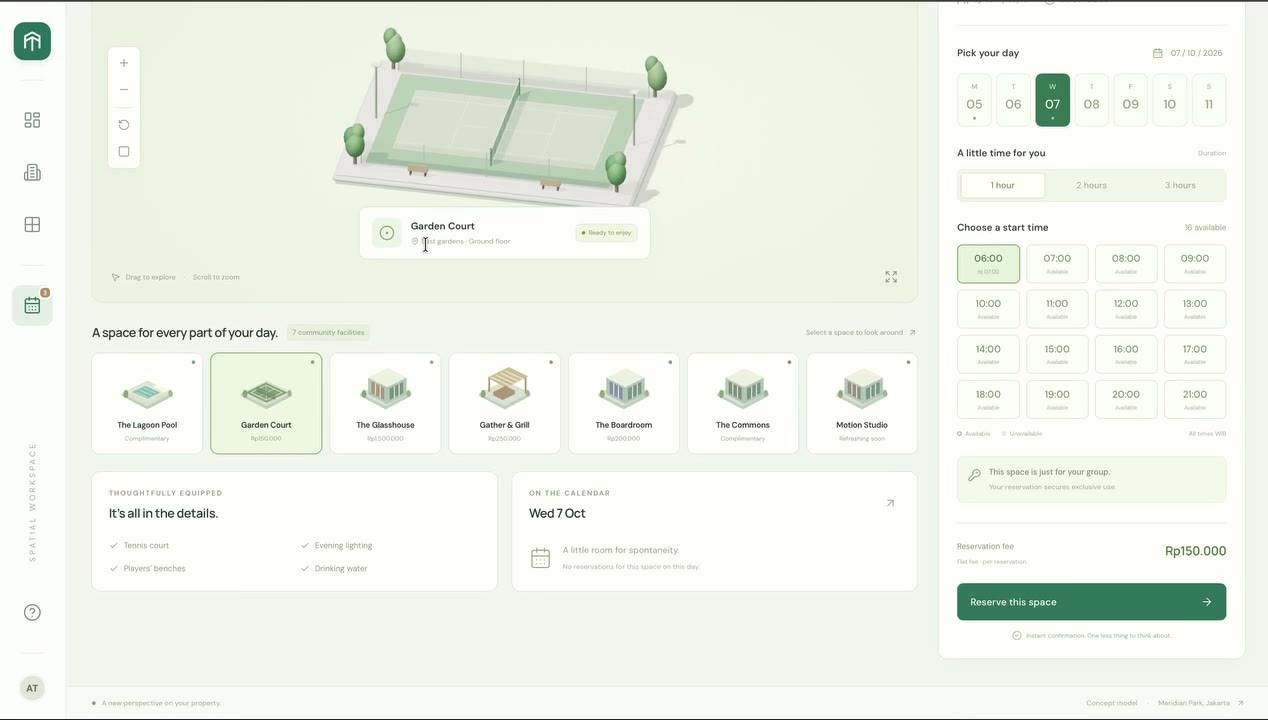 3
SPATIAL WORKSPACE
AT
Garden Court
East gardens · Ground floor
Ready to enjoy
Drag to explore · Scroll to zoom
A space for every part of your day.
7 community facilities
Select a space to look around
The Lagoon Pool
Complimentary
Garden Court
Rp150.000
The Glasshouse
Rp1.500.000
Gather & Grill
Rp250.000
The Boardroom
Rp200.000
The Commons
Complimentary
Motion Studio
Refreshing soon
THOUGHTFULLY EQUIPPED
It's all in the details.
Tennis court
Evening lighting
Players' benches
Drinking water
ON THE CALENDAR
Wed 7 Oct
A little room for spontaneity.
No reservations for this space on this day.
Pick your day
07 / 10 / 2026
M T W T F S S
05 06 07 08 09 10 11
A little time for you
Duration
1 hour 2 hours 3 hours
Choose a start time
16 available
06:00 07:00 08:00 09:00
07:00 Available Available Available
10:00 11:00 12:00 13:00
Available Available Available Available
14:00 15:00 16:00 17:00
Available Available Available Available
18:00 19:00 20:00 21:00
Available Available Available Available
Available Unavailable
All times WIB
This space is just for your group.
Your reservation secures exclusive use.
Reservation fee
Flat fee · per reservation
Rp150.000
Reserve this space
Instant confirmation. One less thing to think about.
A new perspective on your property.
Concept model · Meridian Park, Jakarta